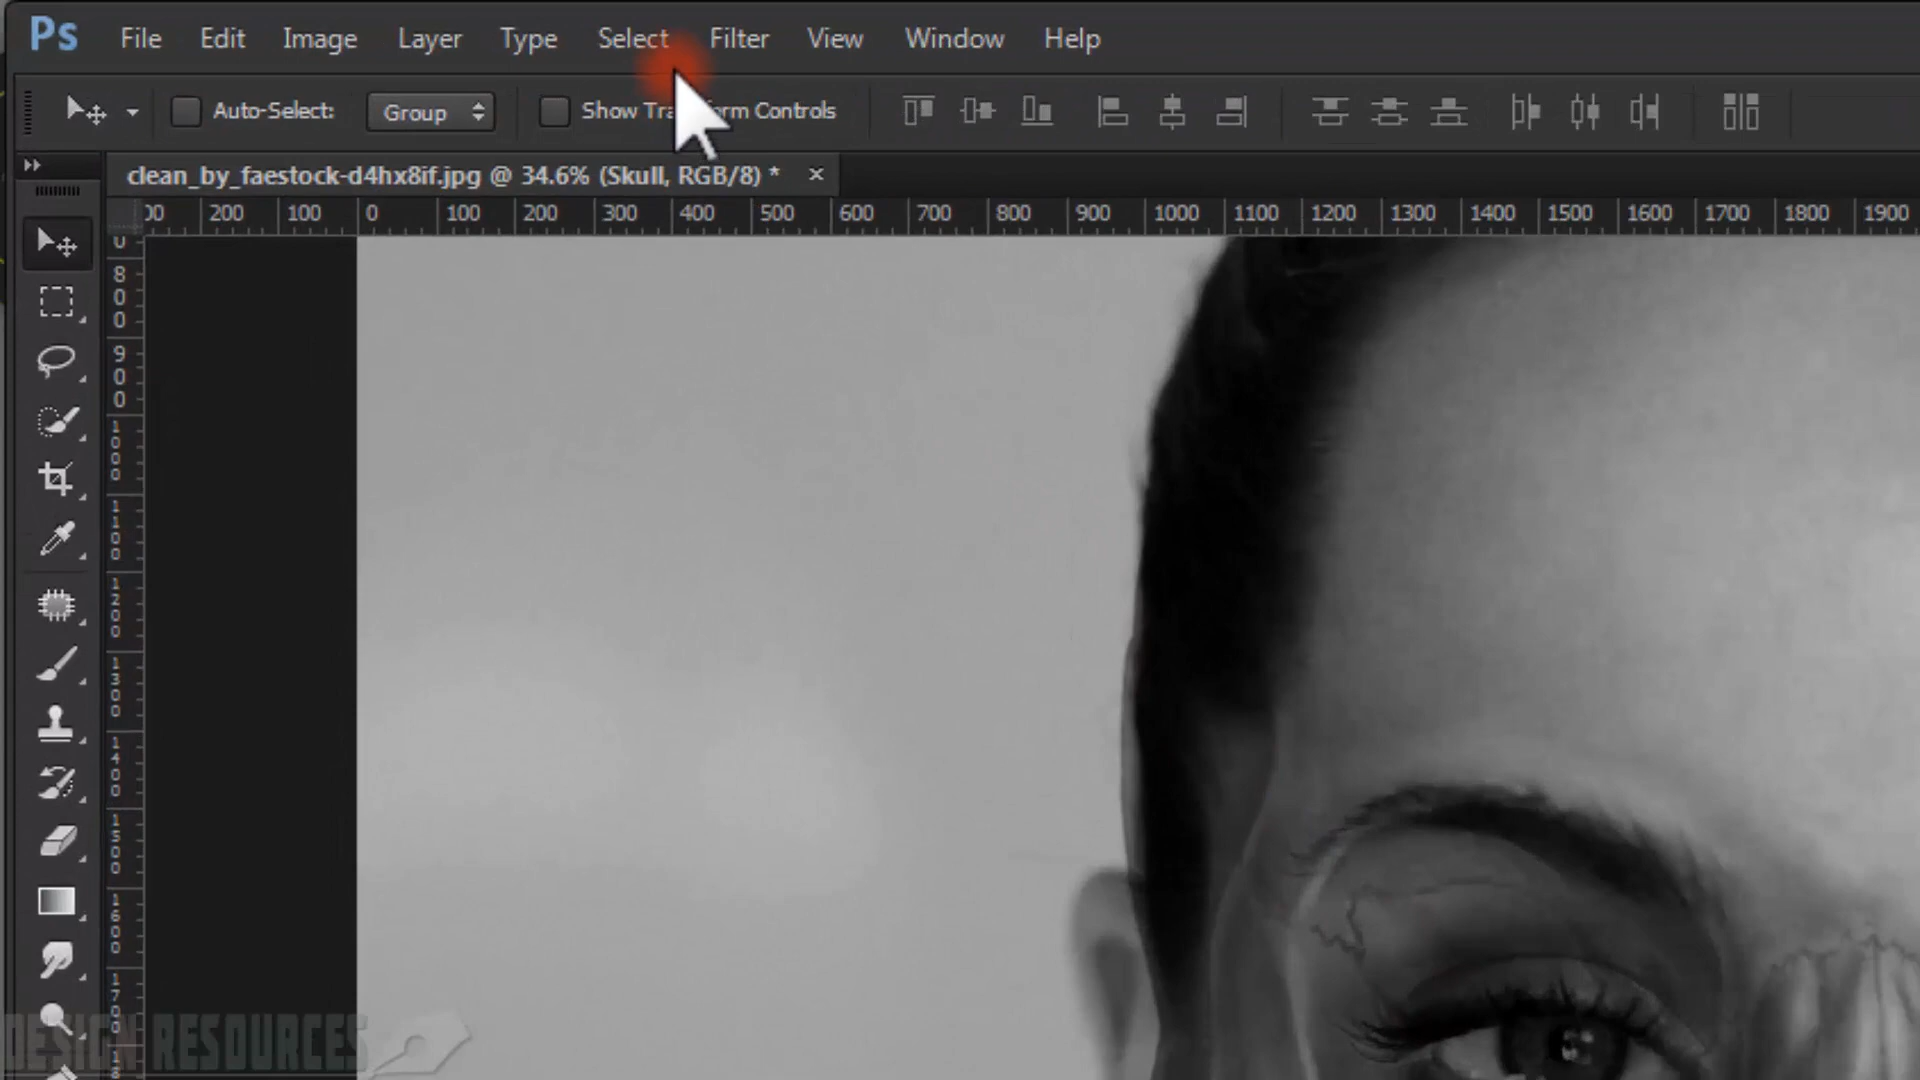 Ps File Edit Image Layer Type Select Filter View Window Help
Auto-Select: Group Show Transform Controls
clean_by_faestock-d4hx8if.jpg @ 34.6% (Skull, RGB/8) * ×
00 200 100 0 100 200 300 400 500 600 700 800 900 1000 1100 1200 1300 1400 1500 1600 1700 1800 1900
0
800
900
1000
1100
1200
1300
1400
1500
1600
1700
18
DESIGN RESOURCES